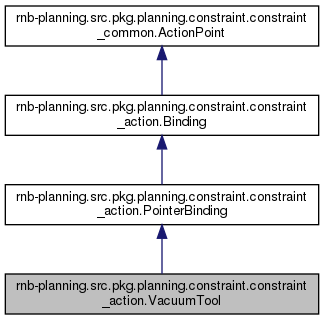 rnb-planning.src.pkg.planning.constraint.constraint
_common.ActionPoint
rnb-planning.src.pkg.planning.constraint.constraint
_action.Binding
rnb-planning.src.pkg.planning.constraint.constraint
_action.PointerBinding
rnb-planning.src.pkg.planning.constraint.constraint
_action.VacuumTool